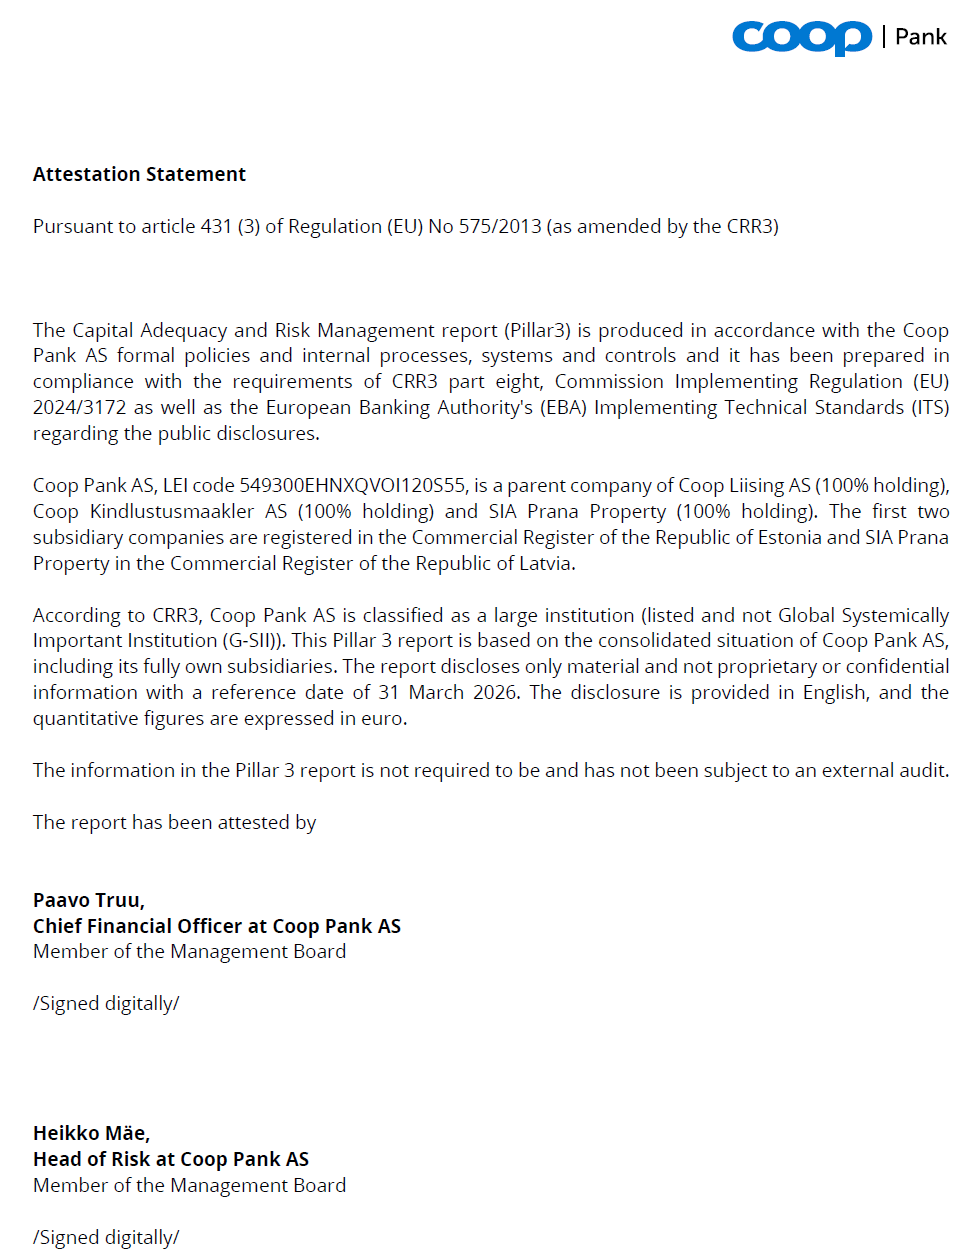 coop | Pank
Attestation Statement
Pursuant to article 431 (3) of Regulation (EU) No 575/2013 (as amended by the CRR3)
The Capital Adequacy and Risk Management report (Pillar3) is produced in accordance with the Coop
Pank AS formal policies and internal processes, systems and controls and it has been prepared in
compliance with the requirements of CRR3 part eight, Commission Implementing Regulation (EU)
2024/3172 as well as the European Banking Authority's (EBA) Implementing Technical Standards (ITS)
regarding the public disclosures.
Coop Pank AS, LEI code 549300EHNXQVOI120S55, is a parent company of Coop Liising AS (100% holding),
Coop Kindlustusmaakler AS (100% holding) and SIA Prana Property (100% holding). The first two
subsidiary companies are registered in the Commercial Register of the Republic of Estonia and SIA Prana
Property in the Commercial Register of the Republic of Latvia.
According to CRR3, Coop Pank AS is classified as a large institution (listed and not Global Systemically
Important Institution (G-SII)). This Pillar 3 report is based on the consolidated situation of Coop Pank AS,
including its fully own subsidiaries. The report discloses only material and not proprietary or confidential
information with a reference date of 31 March 2026. The disclosure is provided in English, and the
quantitative figures are expressed in euro.
The information in the Pillar 3 report is not required to be and has not been subject to an external audit.
The report has been attested by
Paavo Truu,
Chief Financial Officer at Coop Pank AS
Member of the Management Board
/Signed digitally/
Heikko Mäe,
Head of Risk at Coop Pank AS
Member of the Management Board
/Signed digitally/